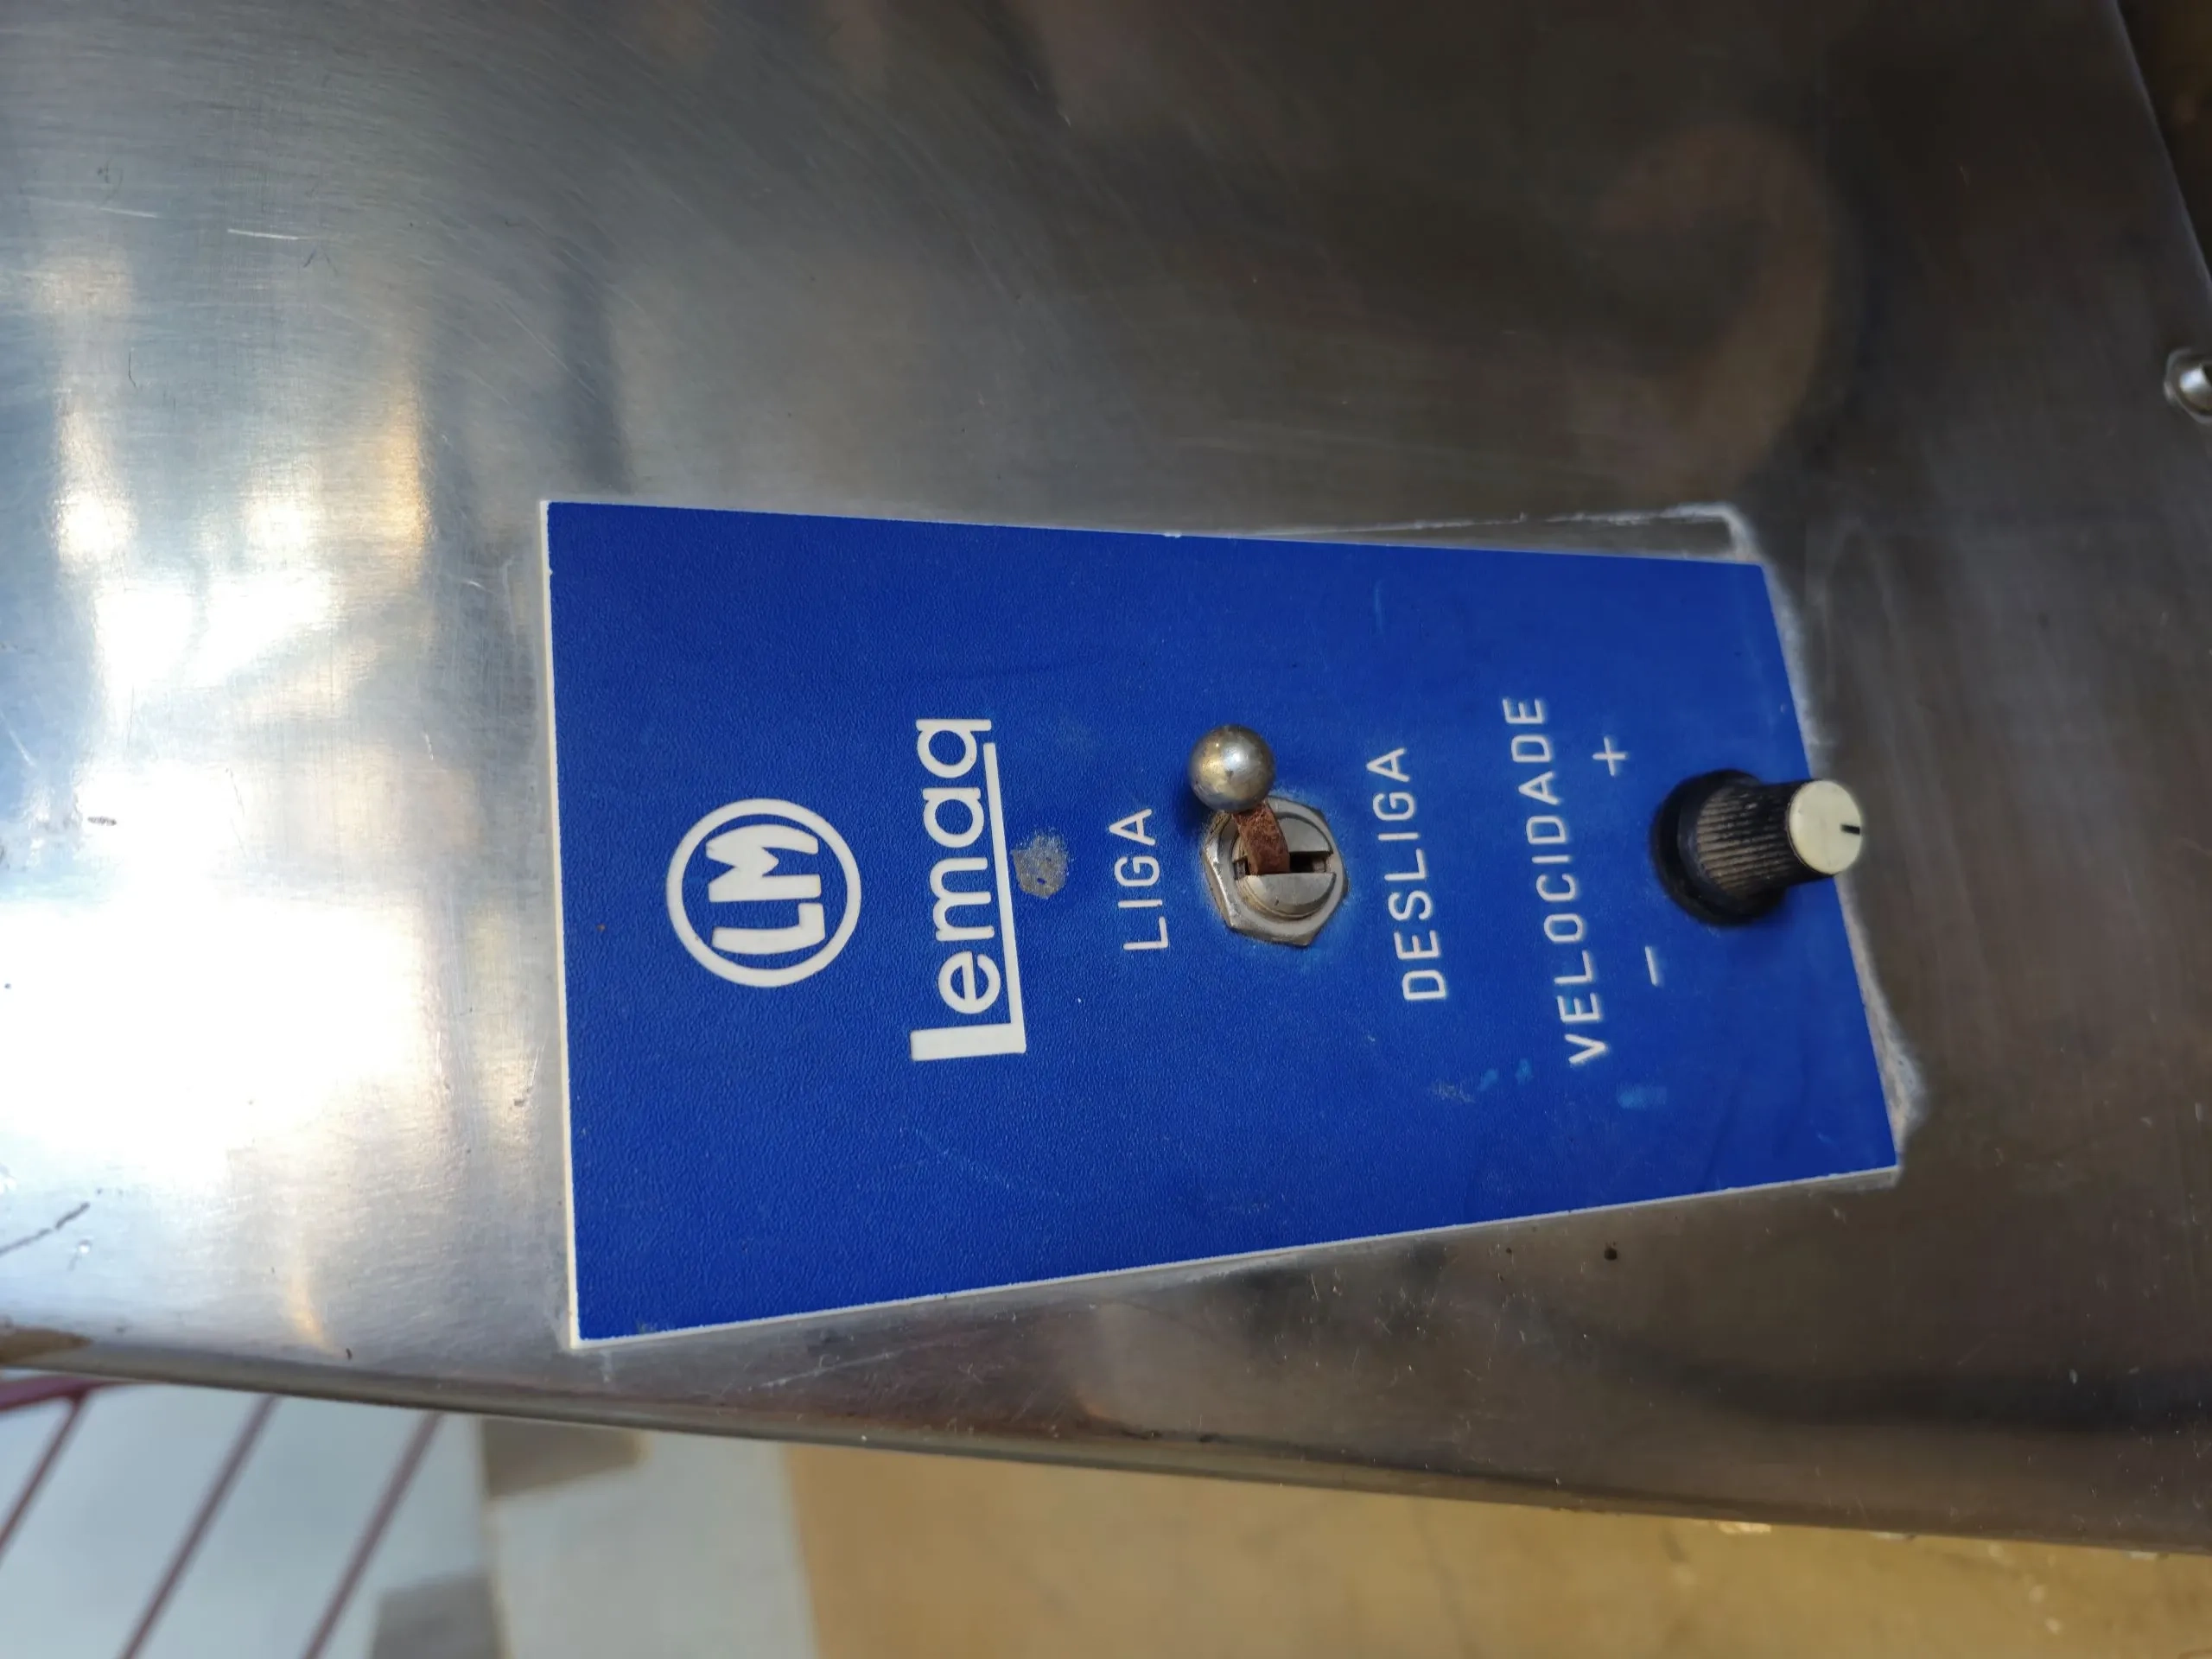 LM
Lemaq
LIGA
DESLIGA
VELOCIDADE
- +